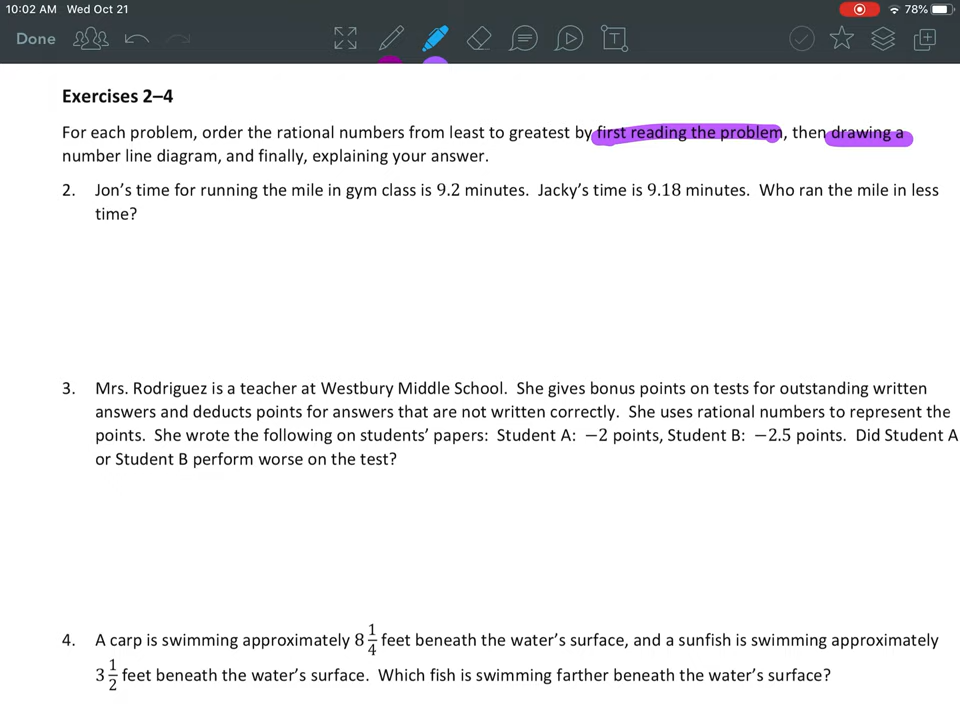 10:02 AM Wed Oct 21
78%
Done
T
Exercises 2–4
For each problem, order the rational numbers from least to greatest by first reading the problem, then drawing a
number line diagram, and finally, explaining your answer.
2. Jon’s time for running the mile in gym class is 9.2 minutes. Jacky’s time is 9.18 minutes. Who ran the mile in less
time?
3. Mrs. Rodriguez is a teacher at Westbury Middle School. She gives bonus points on tests for outstanding written
answers and deducts points for answers that are not written correctly. She uses rational numbers to represent the
points. She wrote the following on students’ papers: Student A: −2 points, Student B: −2.5 points. Did Student A
or Student B perform worse on the test?
4. A carp is swimming approximately 8 1/4 feet beneath the water’s surface, and a sunfish is swimming approximately
3 1/2 feet beneath the water’s surface. Which fish is swimming farther beneath the water’s surface?